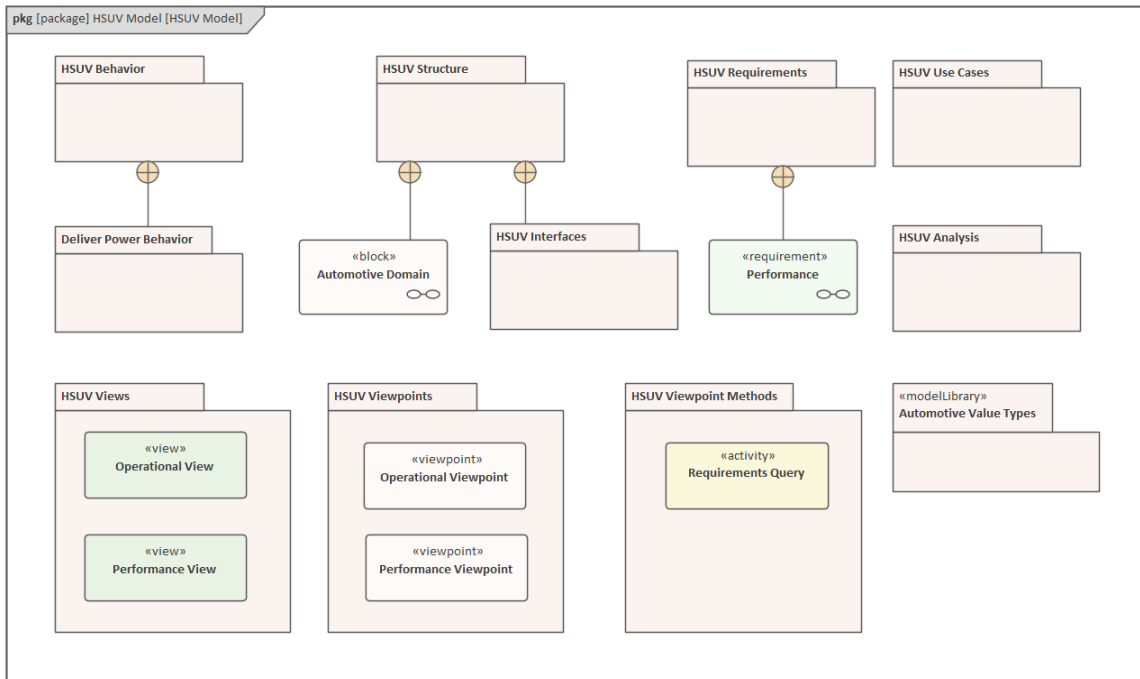 pkg [package] HSUV Model [HSUV Model]
HSUV Behavior
HSUV Structure
HSUV Requirements
HSUV Use Cases
Deliver Power Behavior
«block»
Automotive Domain
HSUV Interfaces
«requirement»
Performance
HSUV Analysis
HSUV Views
«view»
Operational View
«view»
Performance View
HSUV Viewpoints
«viewpoint»
Operational Viewpoint
«viewpoint»
Performance Viewpoint
HSUV Viewpoint Methods
«activity»
Requirements Query
«modelLibrary»
Automotive Value Types